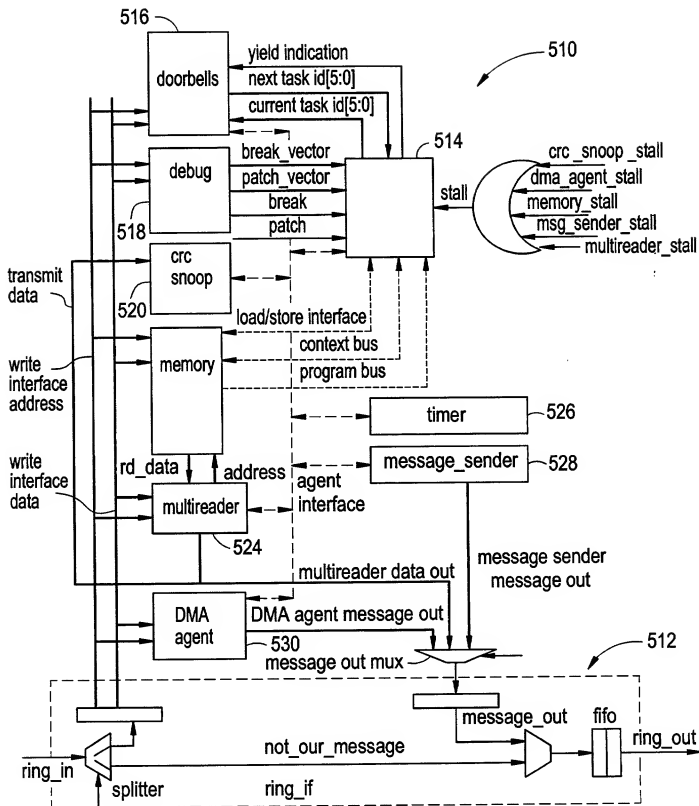 516
yield indication
510
doorbells
next task id[5:0]
current task id[5:0]
514
debug
break_vector
patch_vector
break
patch
518
stall
crc_snoop_stall
dma_agent_stall
memory_stall
msg_sender_stall
multireader_stall
crc
snoop
520
transmit
data
load/store interface
context bus
program bus
memory
write
interface
address
timer
526
write
interface
data
rd_data
address
agent
interface
message_sender
528
multireader
524
message sender
message out
multireader data out
DMA
agent
DMA agent message out
530
message out mux
512
message_out
fifo
ring_out
not_our_message
ring_in
splitter
ring_if